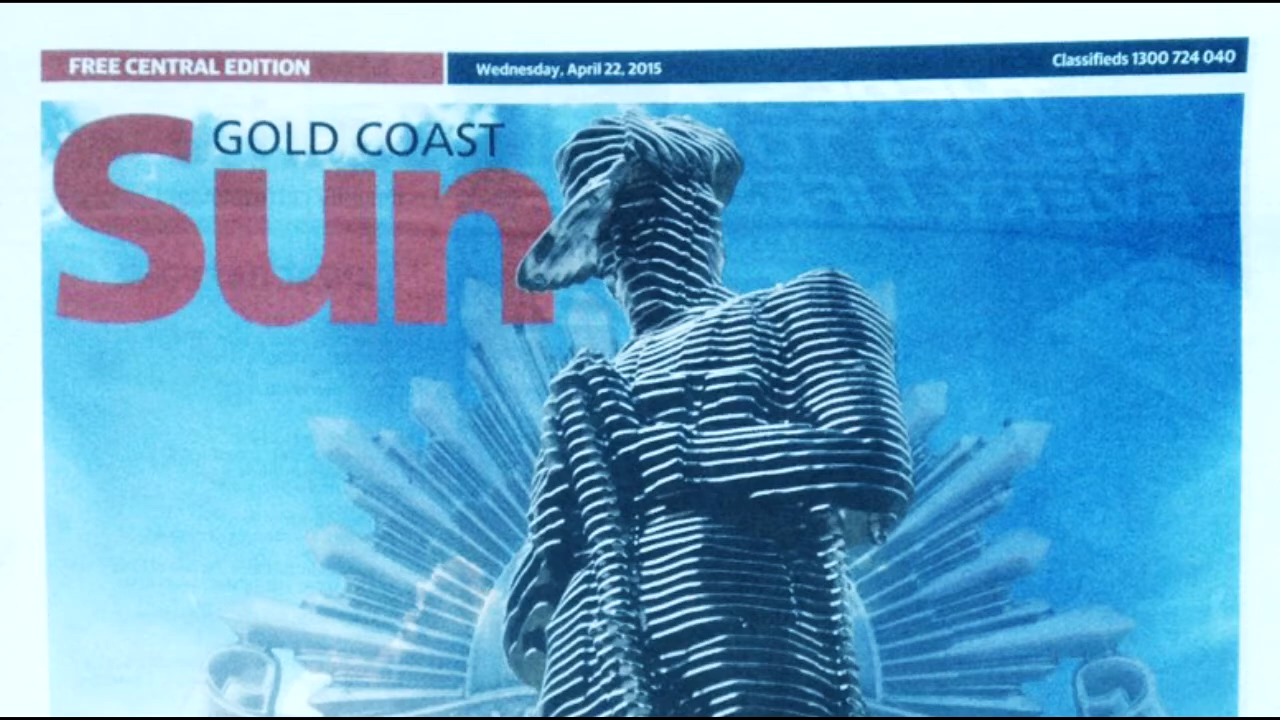 FREE CENTRAL EDITION
Wednesday, April 22, 2015
Classifieds 1300 724 040
GOLD COAST
Sun